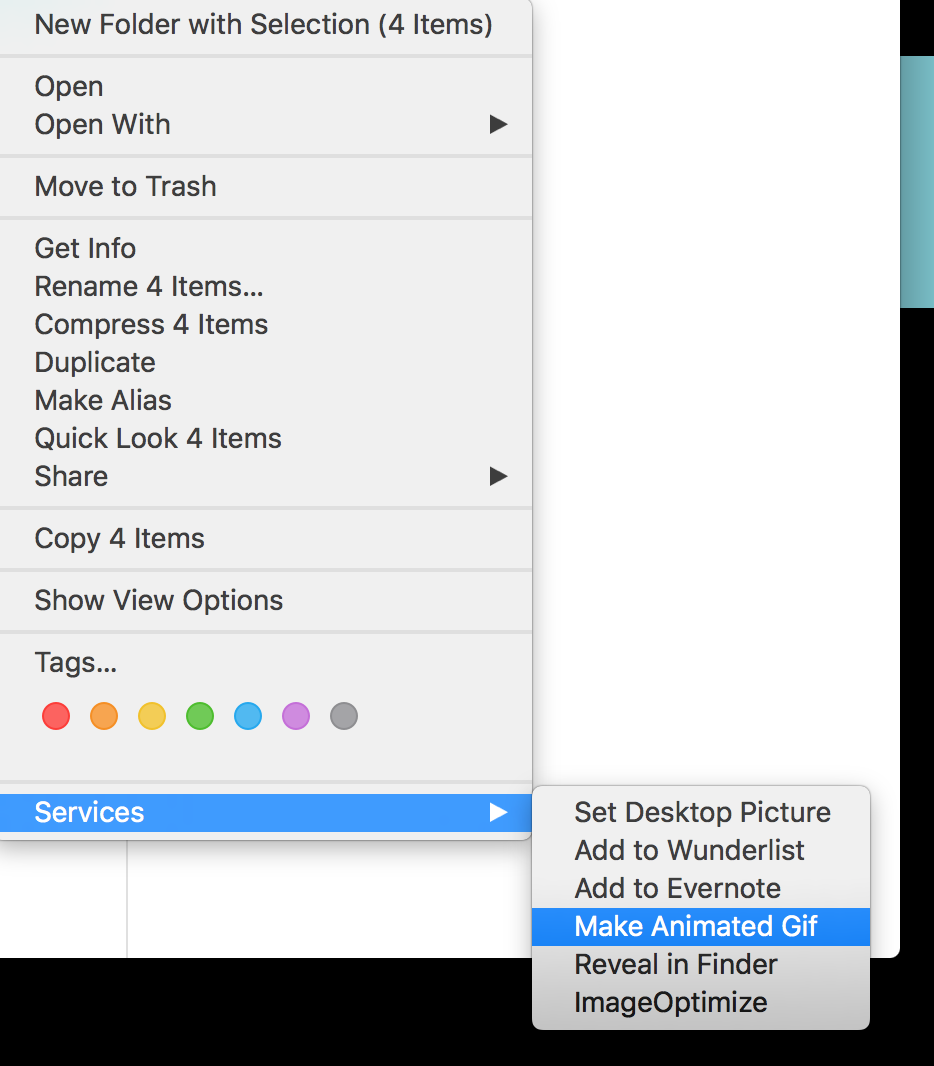 New Folder with Selection (4 Items)
Open
Open With
Move to Trash
Get Info
Rename 4 Items...
Compress 4 Items
Duplicate
Make Alias
Quick Look 4 Items
Share
Copy 4 Items
Show View Options
Tags...
Services
Set Desktop Picture
Add to Wunderlist
Add to Evernote
Make Animated Gif
Reveal in Finder
ImageOptimize